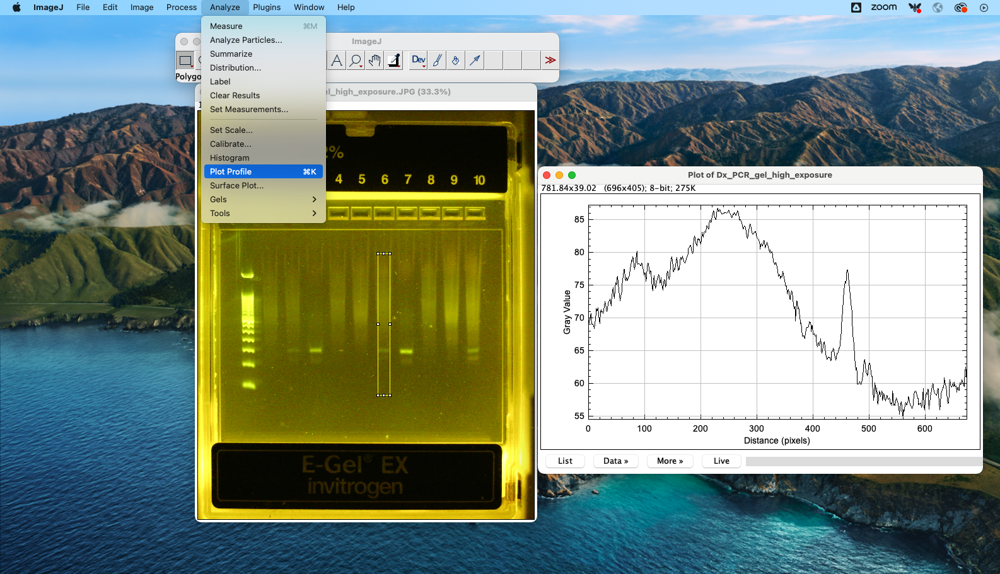 ImageJ File Edit Image Process Analyze Plugins Window Help
zoom
Measure ⌘M
Analyze Particles...
Summarize
Distribution...
Label
Clear Results
Set Measurements...
Set Scale...
Calibrate...
Histogram
Plot Profile ⌘K
Surface Plot...
Gels
Tools
ImageJ
Dev
Polygo
el_high_exposure.JPG (33.3%)
2%
4 5 6 7 8 9 10
E-Gel® EX
invitrogen
Plot of Dx_PCR_gel_high_exposure
781.84x39.02 (696x405); 8-bit; 275K
85
80
75
70
65
60
55
Gray Value
0 100 200 300 400 500 600
Distance (pixels)
List Data » More » Live